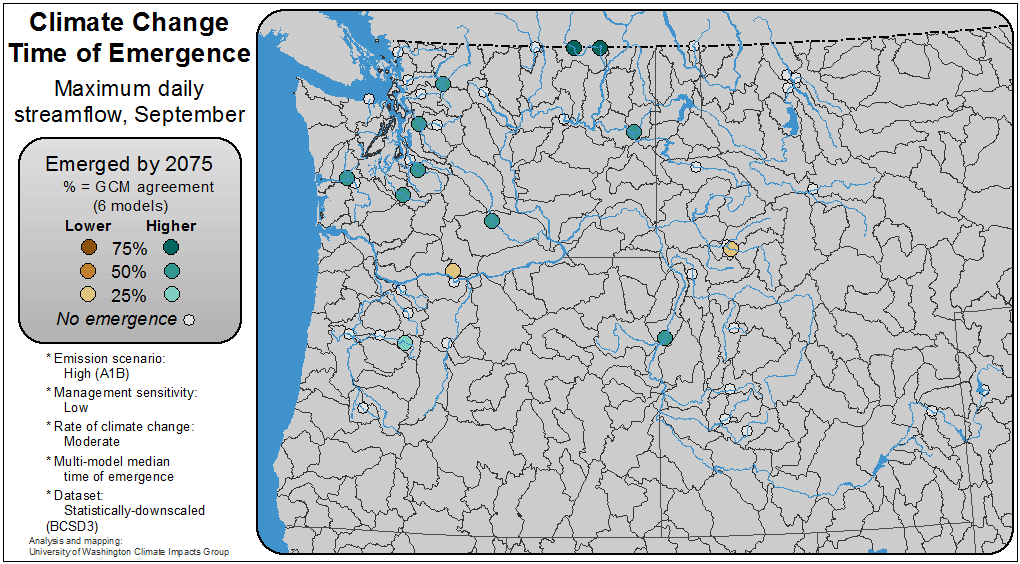 Climate Change
Time of Emergence
Maximum daily
streamflow, September
Emerged by 2075
% = GCM agreement
(6 models)
Lower Higher
75%
50%
25%
No emergence
* Emission scenario:
High (A1B)
* Management sensitivity:
Low
* Rate of climate change:
Moderate
* Multi-model median
time of emergence
* Dataset:
Statistically-downscaled
(BCSD3)
Analysis and mapping:
University of Washington Climate Impacts Group